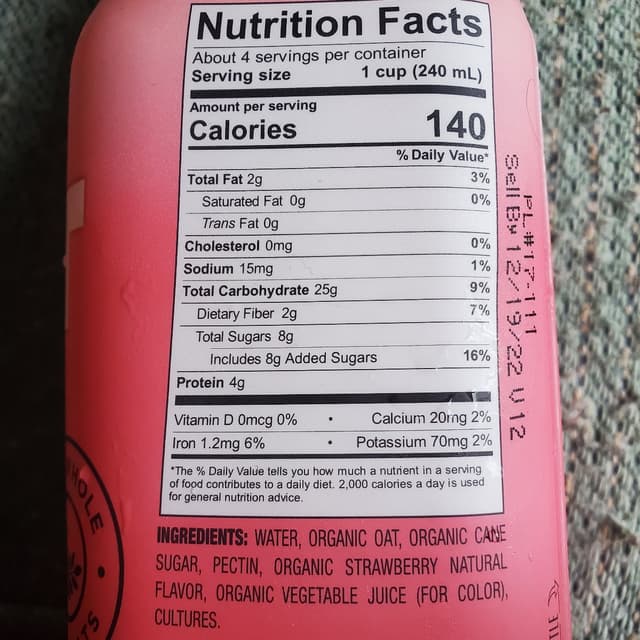 Nutrition Facts
About 4 servings per container
Serving size 1 cup (240 mL)
Amount per serving
Calories 140
% Daily Value*
Total Fat 2g 3%
Saturated Fat 0g 0%
Trans Fat 0g
Cholesterol 0mg 0%
Sodium 15mg 1%
Total Carbohydrate 25g 9%
Dietary Fiber 2g 7%
Total Sugars 8g
Includes 8g Added Sugars 16%
Protein 4g
Vitamin D 0mcg 0% • Calcium 20mg 2%
Iron 1.2mg 6% • Potassium 70mg 2%
*The % Daily Value tells you how much a nutrient in a serving
of food contributes to a daily diet. 2,000 calories a day is used
for general nutrition advice.
INGREDIENTS: WATER, ORGANIC OAT, ORGANIC CANE
SUGAR, PECTIN, ORGANIC STRAWBERRY NATURAL
FLAVOR, ORGANIC VEGETABLE JUICE (FOR COLOR),
CULTURES.
PL #17-111
Sell By 12/19/22 U12